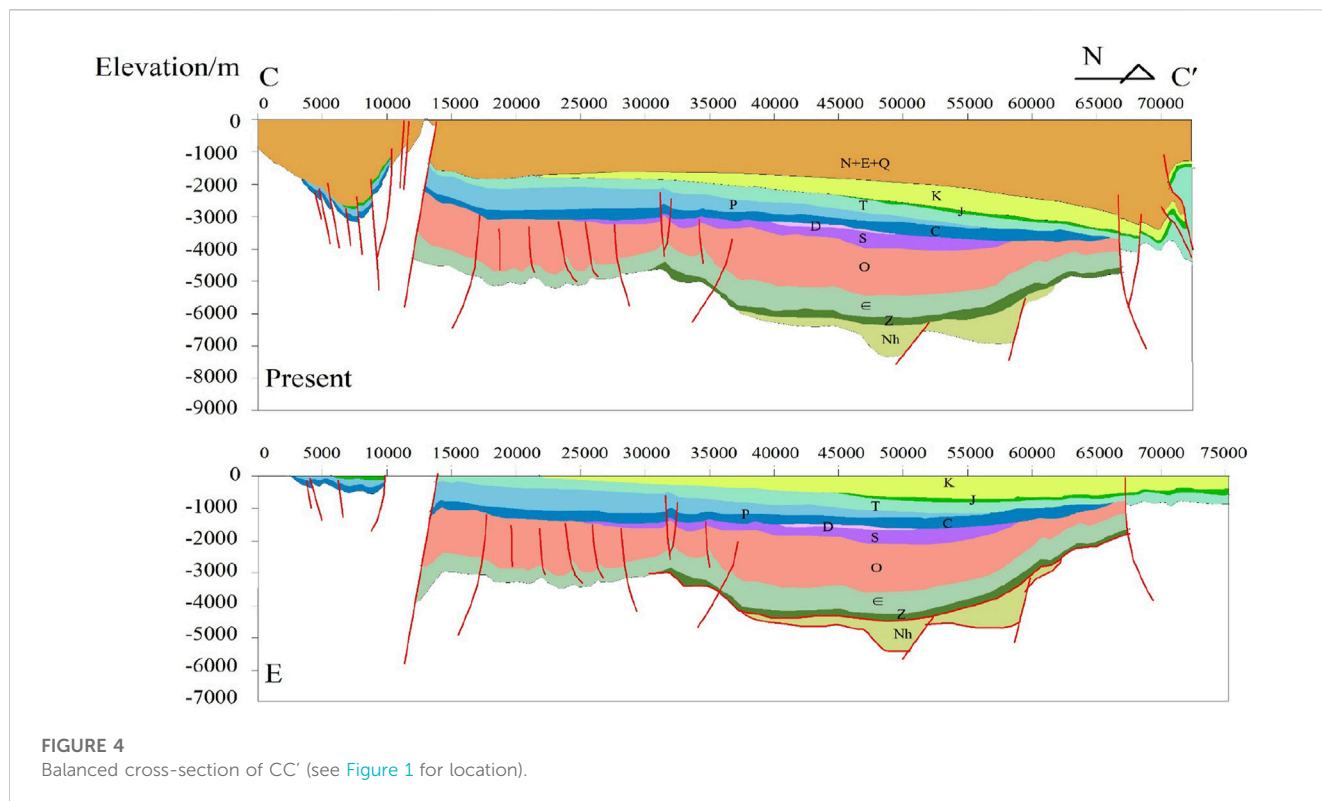 Elevation/m
C
N
C′
0 5000 10000 15000 20000 25000 30000 35000 40000 45000 50000 55000 60000 65000 70000
0
-1000
-2000
-3000
-4000
-5000
-6000
-7000
-8000
-9000
N+E+Q
K
T
J
P
D
C
S
O
∈
Z
Nh
Present
0 5000 10000 15000 20000 25000 30000 35000 40000 45000 50000 55000 60000 65000 70000 75000
0
-1000
-2000
-3000
-4000
-5000
-6000
-7000
K
J
T
P
D
C
S
O
∈
Z
Nh
E
FIGURE 4
Balanced cross-section of CC’ (see Figure 1 for location).